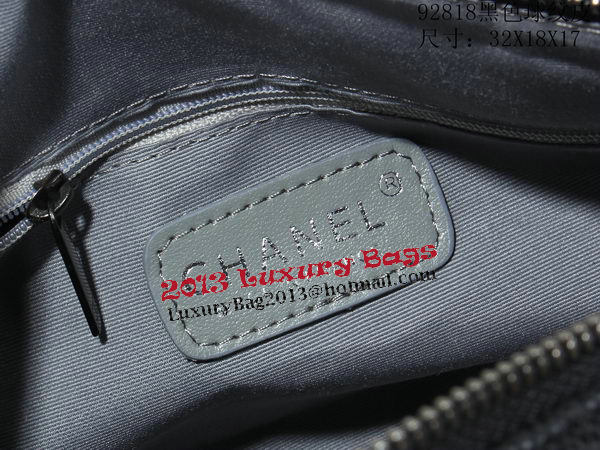 92818黑色球纹皮
尺寸：32X18X17
CHANEL®
2013 Luxury Bags
LuxuryBag2013@hotmail.com